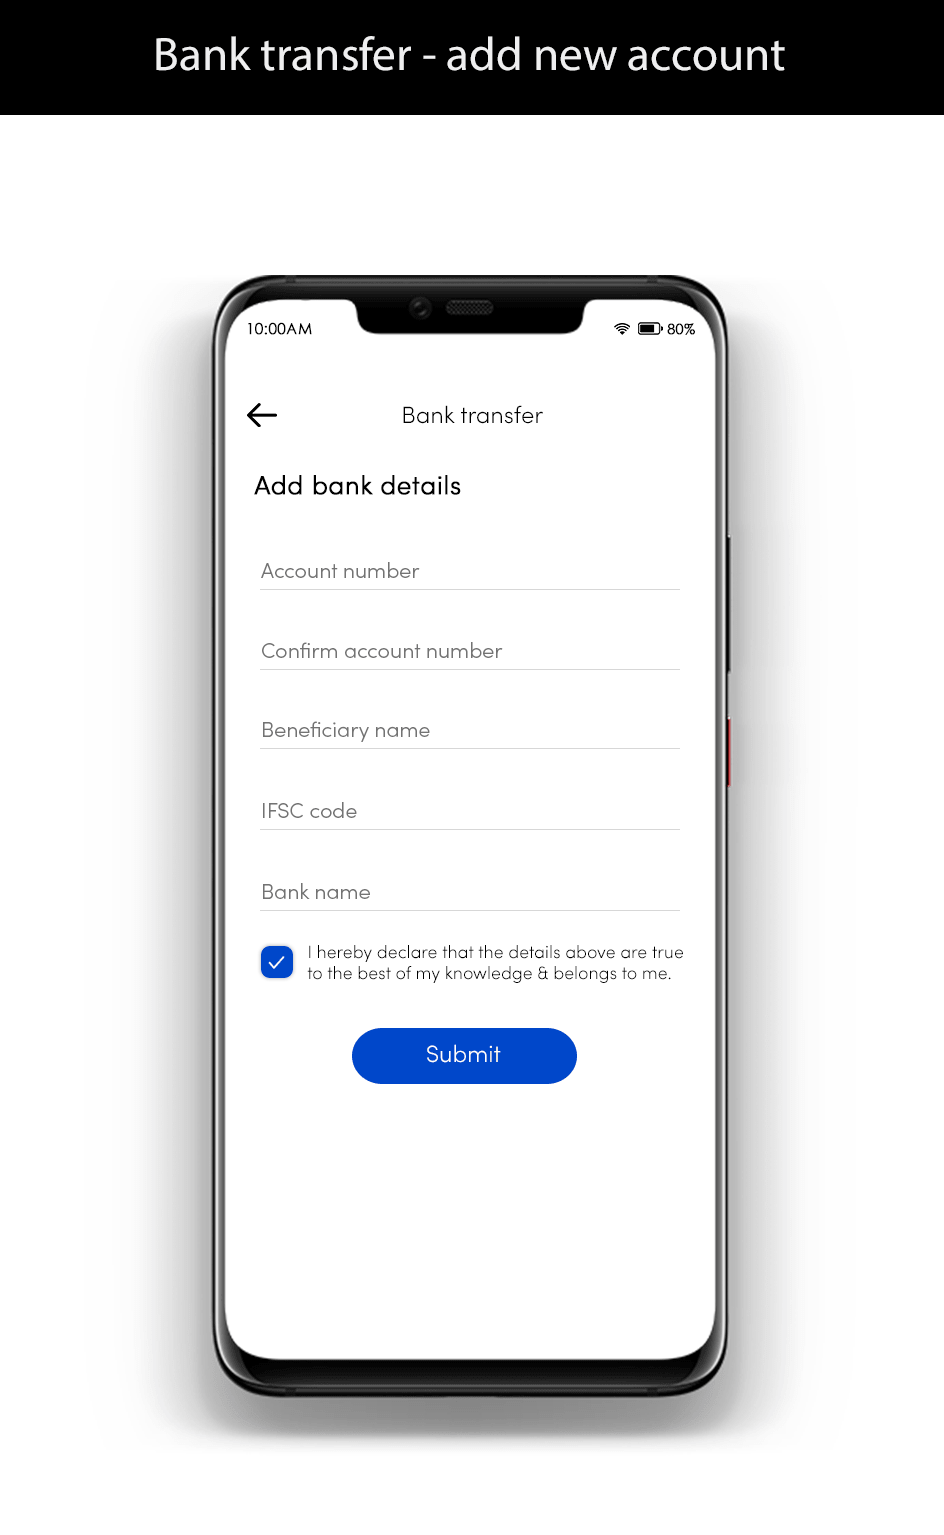 Bank transfer - add new account
10:00AM
80%
Bank transfer
Add bank details
Account number
Confirm account number
Beneficiary name
IFSC code
Bank name
I hereby declare that the details above are true
to the best of my knowledge & belongs to me.
Submit